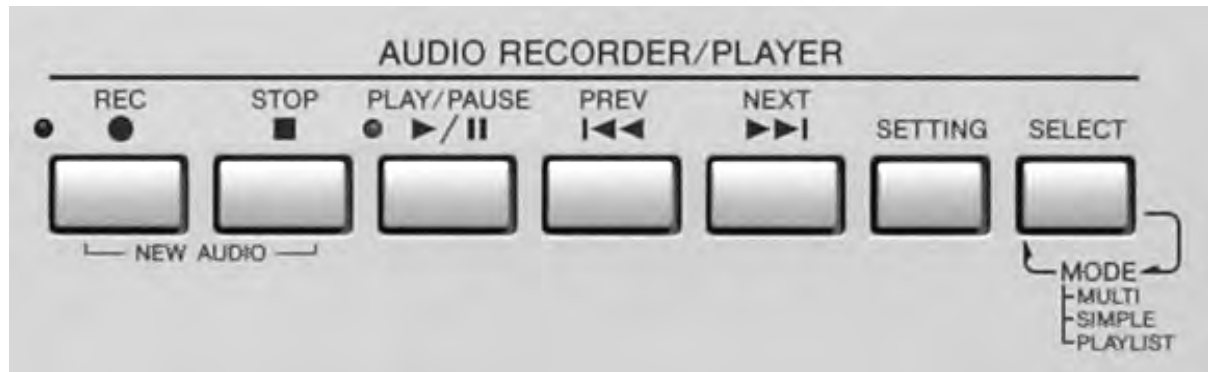 AUDIO RECORDER/PLAYER
REC STOP PLAY/PAUSE PREV NEXT SETTING SELECT
NEW AUDIO
MODE
MULTI
SIMPLE
PLAYLIST